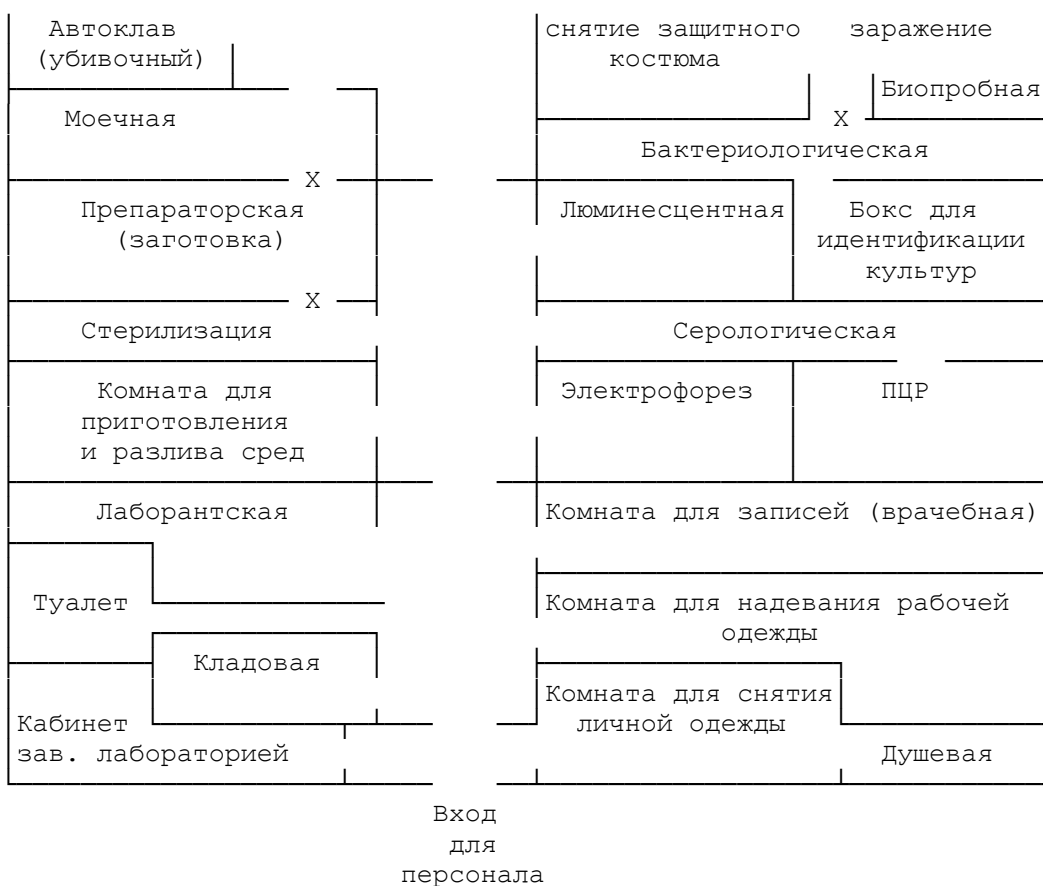 Автоклав
(убивочный)
снятие защитного заражение
костюма
Биопробная
Моечная
X
Бактериологическая
X
Препараторская
(заготовка)
Люминесцентная
Бокс для
идентификации
культур
X
Стерилизация
Серологическая
Комната для
приготовления
и разлива сред
Электрофорез
ПЦР
Лаборантская
Комната для записей (врачебная)
Туалет
Комната для надевания рабочей
одежды
Кладовая
Комната для снятия
личной одежды
Кабинет
зав. лабораторией
Душевая
Вход
для
персонала